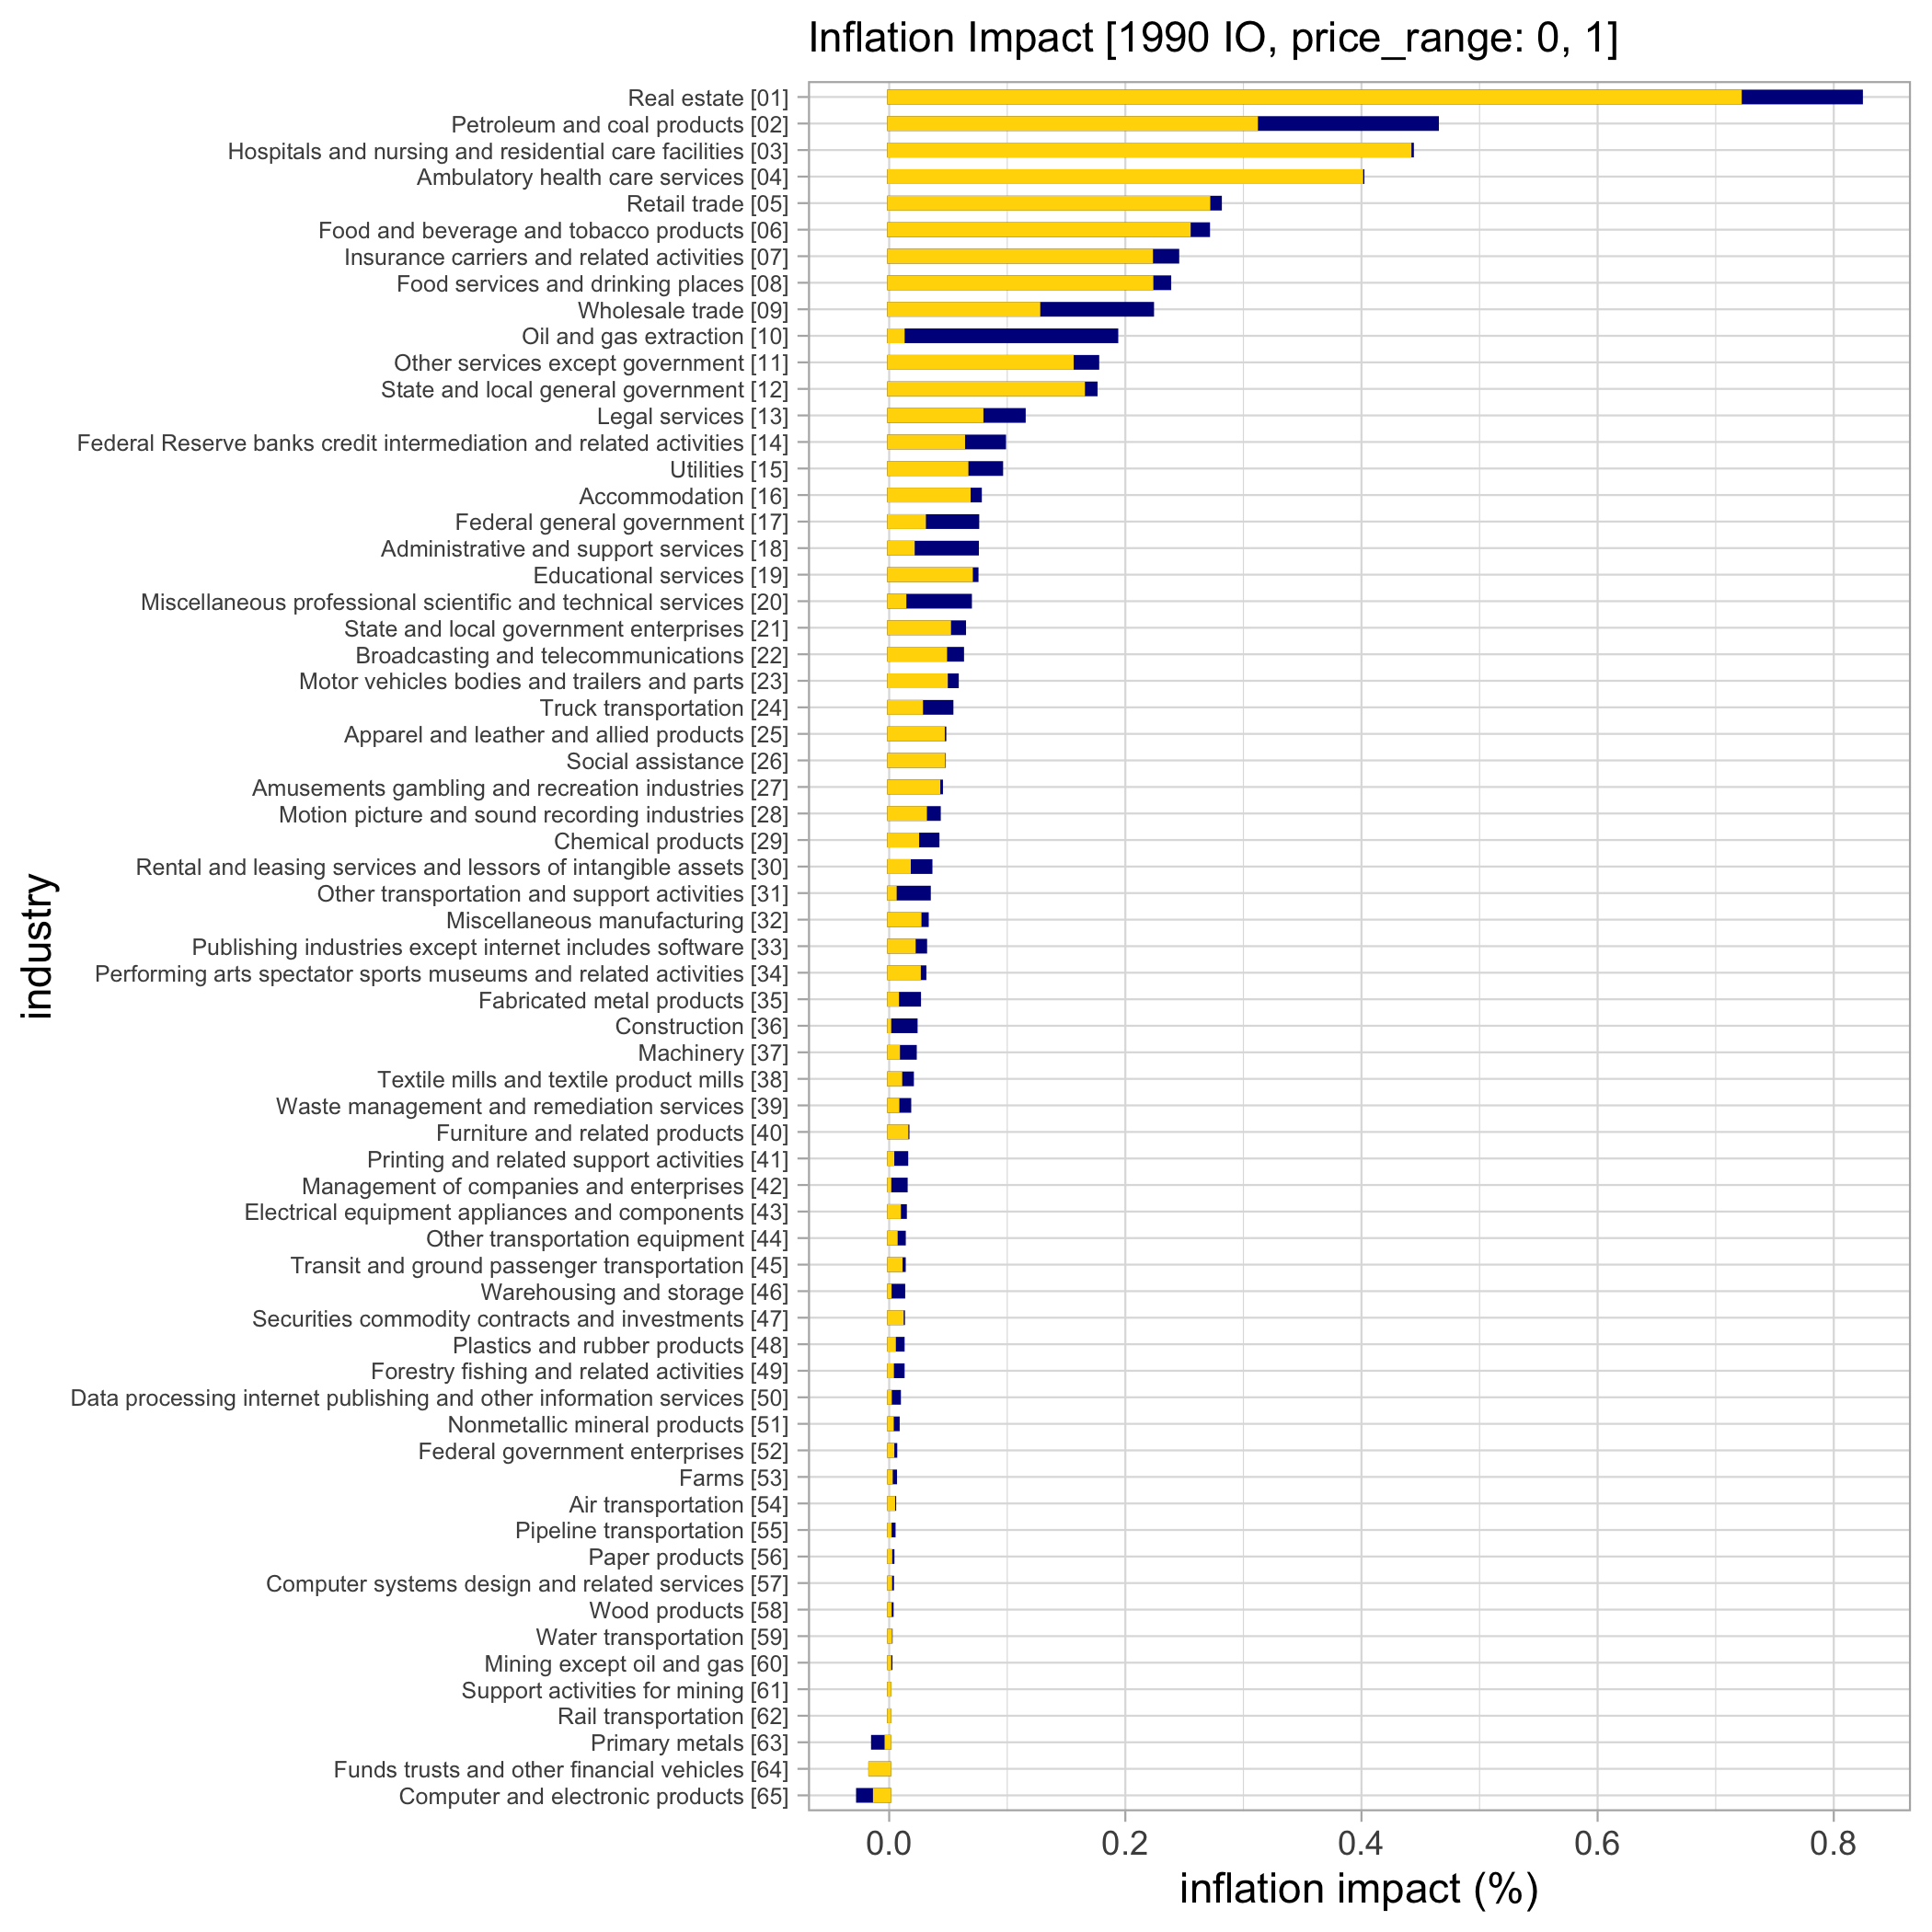 Inflation Impact [1990 IO, price_range: 0, 1]
industry
Real estate [01]
Petroleum and coal products [02]
Hospitals and nursing and residential care facilities [03]
Ambulatory health care services [04]
Retail trade [05]
Food and beverage and tobacco products [06]
Insurance carriers and related activities [07]
Food services and drinking places [08]
Wholesale trade [09]
Oil and gas extraction [10]
Other services except government [11]
State and local general government [12]
Legal services [13]
Federal Reserve banks credit intermediation and related activities [14]
Utilities [15]
Accommodation [16]
Federal general government [17]
Administrative and support services [18]
Educational services [19]
Miscellaneous professional scientific and technical services [20]
State and local government enterprises [21]
Broadcasting and telecommunications [22]
Motor vehicles bodies and trailers and parts [23]
Truck transportation [24]
Apparel and leather and allied products [25]
Social assistance [26]
Amusements gambling and recreation industries [27]
Motion picture and sound recording industries [28]
Chemical products [29]
Rental and leasing services and lessors of intangible assets [30]
Other transportation and support activities [31]
Miscellaneous manufacturing [32]
Publishing industries except internet includes software [33]
Performing arts spectator sports museums and related activities [34]
Fabricated metal products [35]
Construction [36]
Machinery [37]
Textile mills and textile product mills [38]
Waste management and remediation services [39]
Furniture and related products [40]
Printing and related support activities [41]
Management of companies and enterprises [42]
Electrical equipment appliances and components [43]
Other transportation equipment [44]
Transit and ground passenger transportation [45]
Warehousing and storage [46]
Securities commodity contracts and investments [47]
Plastics and rubber products [48]
Forestry fishing and related activities [49]
Data processing internet publishing and other information services [50]
Nonmetallic mineral products [51]
Federal government enterprises [52]
Farms [53]
Air transportation [54]
Pipeline transportation [55]
Paper products [56]
Computer systems design and related services [57]
Wood products [58]
Water transportation [59]
Mining except oil and gas [60]
Support activities for mining [61]
Rail transportation [62]
Primary metals [63]
Funds trusts and other financial vehicles [64]
Computer and electronic products [65]
0.0 0.2 0.4 0.6 0.8
inflation impact (%)